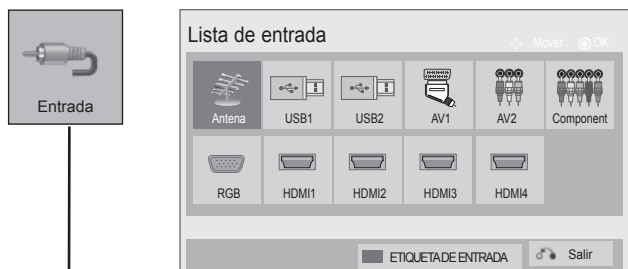 Entrada
Lista de entrada
Mover OK
Antena USB1 USB2 AV1 AV2 Component
RGB HDMI1 HDMI2 HDMI3 HDMI4
ETIQUETA DE ENTRADA Salir